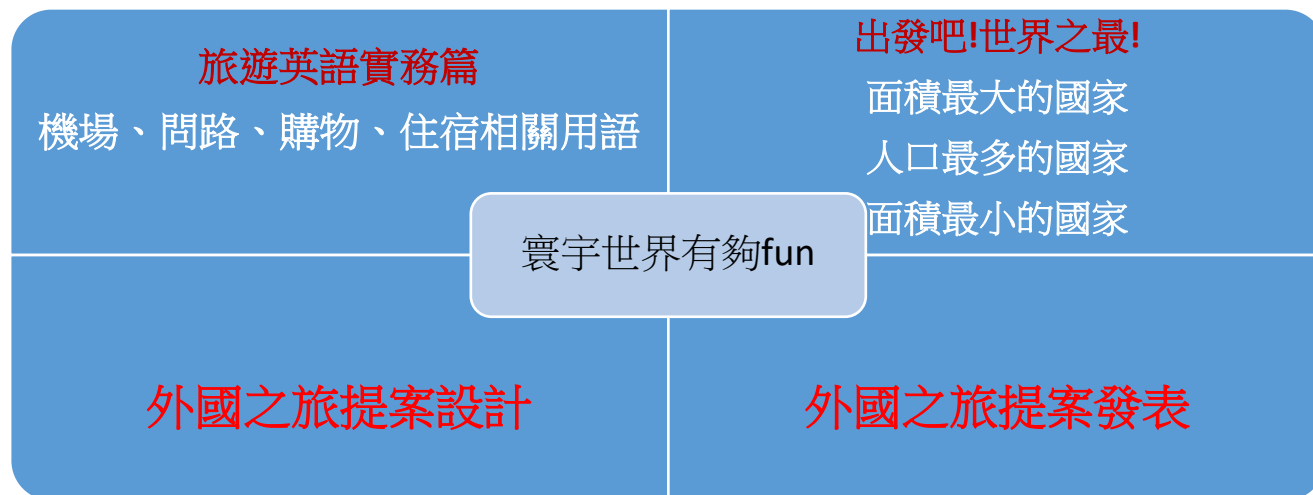 旅遊英語實務篇
機場、問路、購物、住宿相關用語
出發吧!世界之最!
面積最大的國家
人口最多的國家
面積最小的國家
寰宇世界有夠fun
外國之旅提案設計
外國之旅提案發表